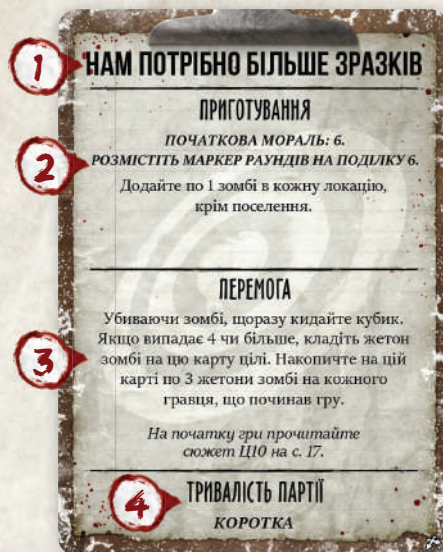 1
НАМ ПОТРІБНО БІЛЬШЕ ЗРАЗКІВ
ПРИГОТУВАННЯ
2
ПОЧАТКОВА МОРАЛЬ: 6.
РОЗМІСТІТЬ МАРКЕР РАУНДІВ НА ПОДІЛКУ 6.
Додайте по 1 зомбі в кожну локацію,
крім поселення.
ПЕРЕМОГА
3
Убиваючи зомбі, щоразу кидайте кубик.
Якщо випадає 4 чи більше, кладіть жетон
зомбі на цю карту цілі. Накопичте на цій
карті по 3 жетони зомбі на кожного
гравця, що починав гру.
На початку гри прочитайте
сюжет Ц10 на с. 17.
4
ТРИВАЛІСТЬ ПАРТІЇ
КОРОТКА